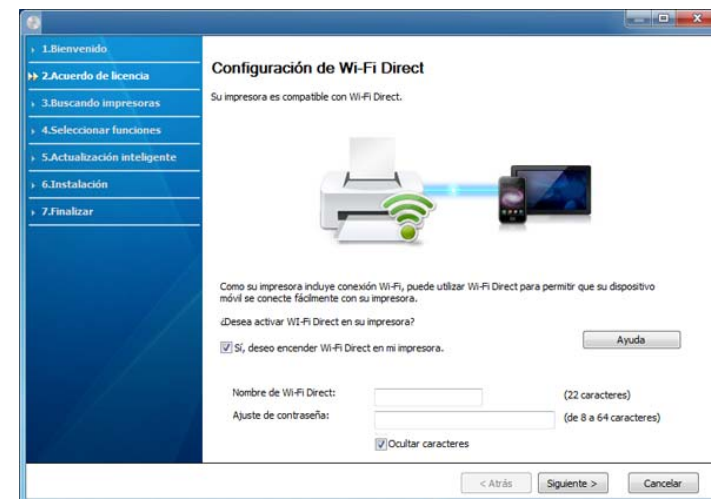 1.Bienvenido
2.Acuerdo de licencia
3.Buscando impresoras
4.Seleccionar funciones
5.Actualización inteligente
6.Instalación
7.Finalizar
Configuración de Wi-Fi Direct
Su impresora es compatible con Wi-Fi Direct.
Como su impresora incluye conexión Wi-Fi, puede utilizar Wi-Fi Direct para permitir que su dispositivo
móvil se conecte fácilmente con su impresora.
¿Desea activar WI-Fi Direct en su impresora?
Sí, deseo encender Wi-Fi Direct en mi impresora.
Ayuda
Nombre de Wi-Fi Direct:
(22 caracteres)
Ajuste de contraseña:
(de 8 a 64 caracteres)
Ocultar caracteres
< Atrás
Siguiente >
Cancelar